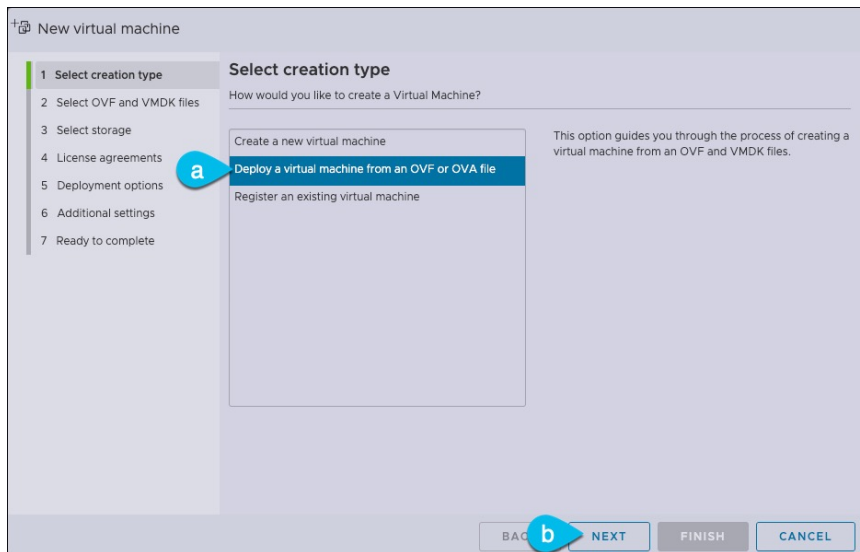 New virtual machine
1 Select creation type
2 Select OVF and VMDK files
3 Select storage
4 License agreements
5 Deployment options
6 Additional settings
7 Ready to complete
Select creation type
How would you like to create a Virtual Machine?
Create a new virtual machine
a
Deploy a virtual machine from an OVF or OVA file
Register an existing virtual machine
This option guides you through the process of creating a
virtual machine from an OVF and VMDK files.
BAC
b
NEXT
FINISH
CANCEL